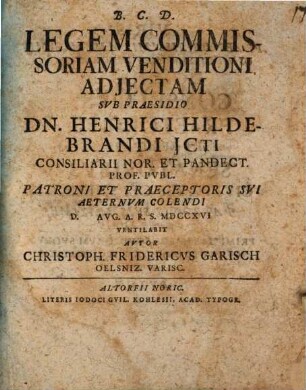 B. C. D.
LEGEM COMMIS-
SORIAM VENDITIONI
ADJECTAM
SVB PRAESIDIO
DN. HENRICI HILDE-
BRANDI JCTI
CONSILIARII NOR. ET PANDECT.
PROF. PVBL.
PATRONI ET PRAECEPTORIS SVI
AETERNVM COLENDI
D. AVG. A. R. S. MDCCXVI
VENTILABIT
AVTOR
CHRISTOPH. FRIDERICVS GARISCH
OELSNIZ. VARISC.
ALTORFII NORIC.
LITERIS IODOCI GVIL. KOHLESII. ACAD. TYPOGR.